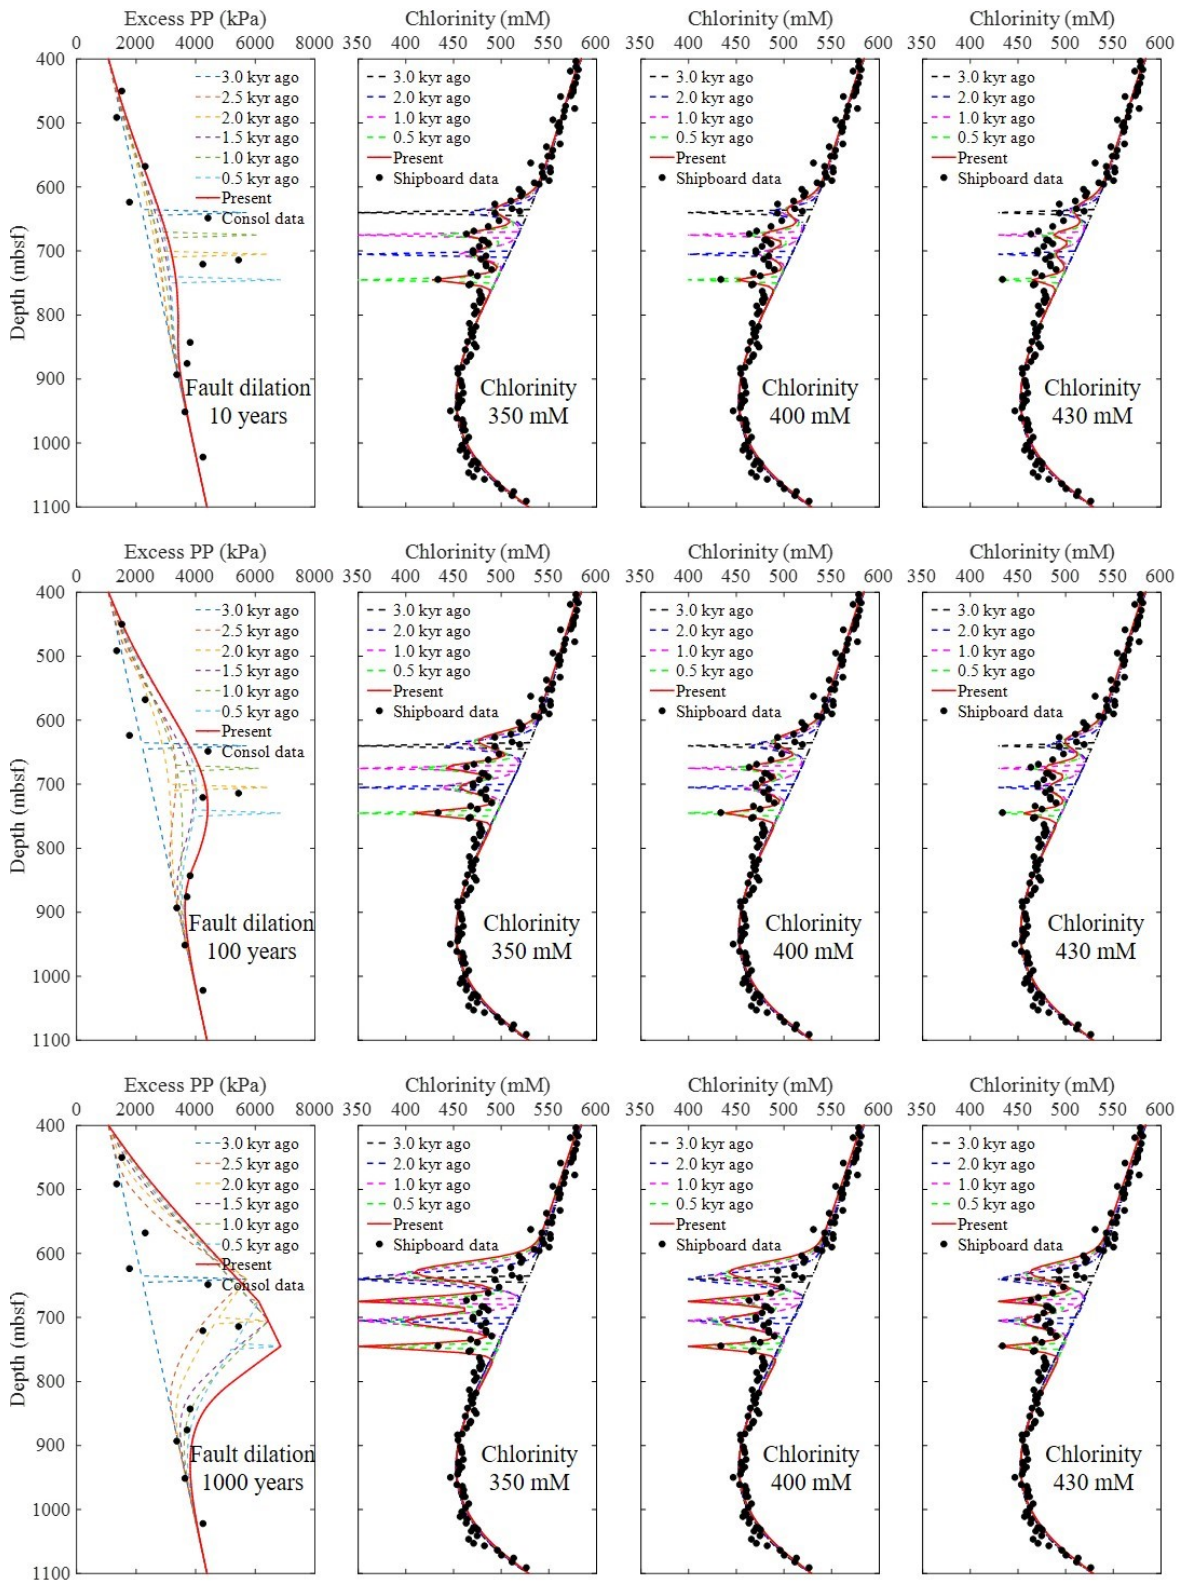 Excess PP (kPa) Chlorinity (mM) Chlorinity (mM) Chlorinity (mM)
0 2000 4000 6000 8000 350 400 450 500 550 600 350 400 450 500 550 600 350 400 450 500 550 600
400
500
600
700
800
900
1000
1100
Depth (mbsf)
3.0 kyr ago
2.5 kyr ago
2.0 kyr ago
1.5 kyr ago
1.0 kyr ago
0.5 kyr ago
Present
Consol data
Fault dilation
10 years
3.0 kyr ago
2.0 kyr ago
1.0 kyr ago
0.5 kyr ago
Present
Shipboard data
Chlorinity
350 mM
3.0 kyr ago
2.0 kyr ago
1.0 kyr ago
0.5 kyr ago
Present
Shipboard data
Chlorinity
400 mM
3.0 kyr ago
2.0 kyr ago
1.0 kyr ago
0.5 kyr ago
Present
Shipboard data
Chlorinity
430 mM
Excess PP (kPa) Chlorinity (mM) Chlorinity (mM) Chlorinity (mM)
0 2000 4000 6000 8000 350 400 450 500 550 600 350 400 450 500 550 600 350 400 450 500 550 600
400
500
600
700
800
900
1000
1100
Depth (mbsf)
3.0 kyr ago
2.5 kyr ago
2.0 kyr ago
1.5 kyr ago
1.0 kyr ago
0.5 kyr ago
Present
Consol data
Fault dilation
100 years
3.0 kyr ago
2.0 kyr ago
1.0 kyr ago
0.5 kyr ago
Present
Shipboard data
Chlorinity
350 mM
3.0 kyr ago
2.0 kyr ago
1.0 kyr ago
0.5 kyr ago
Present
Shipboard data
Chlorinity
400 mM
3.0 kyr ago
2.0 kyr ago
1.0 kyr ago
0.5 kyr ago
Present
Shipboard data
Chlorinity
430 mM
Excess PP (kPa) Chlorinity (mM) Chlorinity (mM) Chlorinity (mM)
0 2000 4000 6000 8000 350 400 450 500 550 600 350 400 450 500 550 600 350 400 450 500 550 600
400
500
600
700
800
900
1000
1100
Depth (mbsf)
3.0 kyr ago
2.5 kyr ago
2.0 kyr ago
1.5 kyr ago
1.0 kyr ago
0.5 kyr ago
Present
Consol data
Fault dilation
1000 years
3.0 kyr ago
2.0 kyr ago
1.0 kyr ago
0.5 kyr ago
Present
Shipboard data
Chlorinity
350 mM
3.0 kyr ago
2.0 kyr ago
1.0 kyr ago
0.5 kyr ago
Present
Shipboard data
Chlorinity
400 mM
3.0 kyr ago
2.0 kyr ago
1.0 kyr ago
0.5 kyr ago
Present
Shipboard data
Chlorinity
430 mM